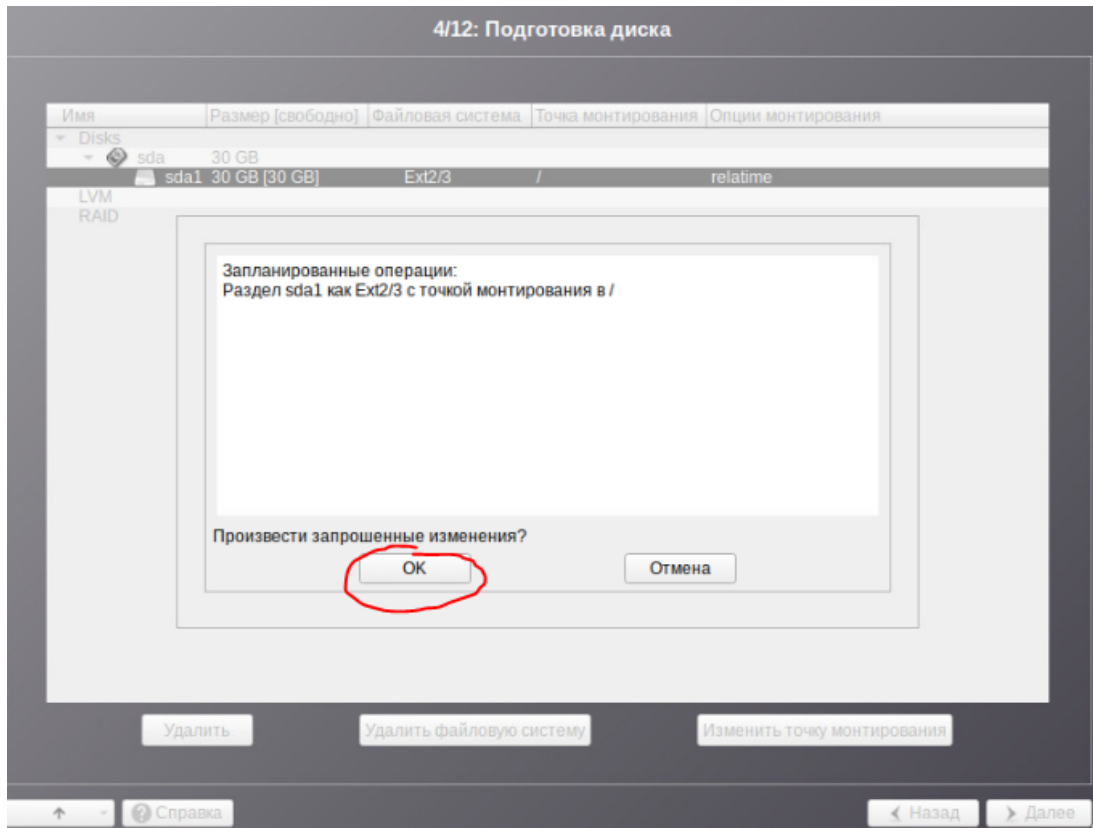 4/12: Подготовка диска
Имя Размер [свободно] Файловая система Точка монтирования Опции монтирования
Disks
sda 30 GB
sda1 30 GB [30 GB] Ext2/3 / relatime
LVM
RAID
Запланированные операции:
Раздел sda1 как Ext2/3 с точкой монтирования в /
Произвести запрошенные изменения?
OK Отмена
Удалить Удалить файловую систему Изменить точку монтирования
Справка Назад Далее